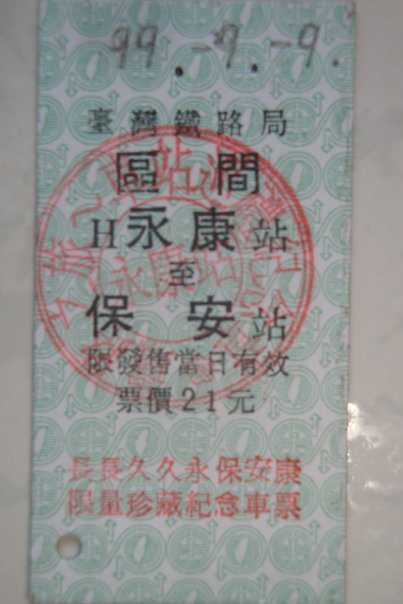 99.-9.-9.
臺灣鐵路局
區間
H永康站
至
保安站
限發售當日有效
票價21元
長長久久永保安康
限量珍藏紀念車票